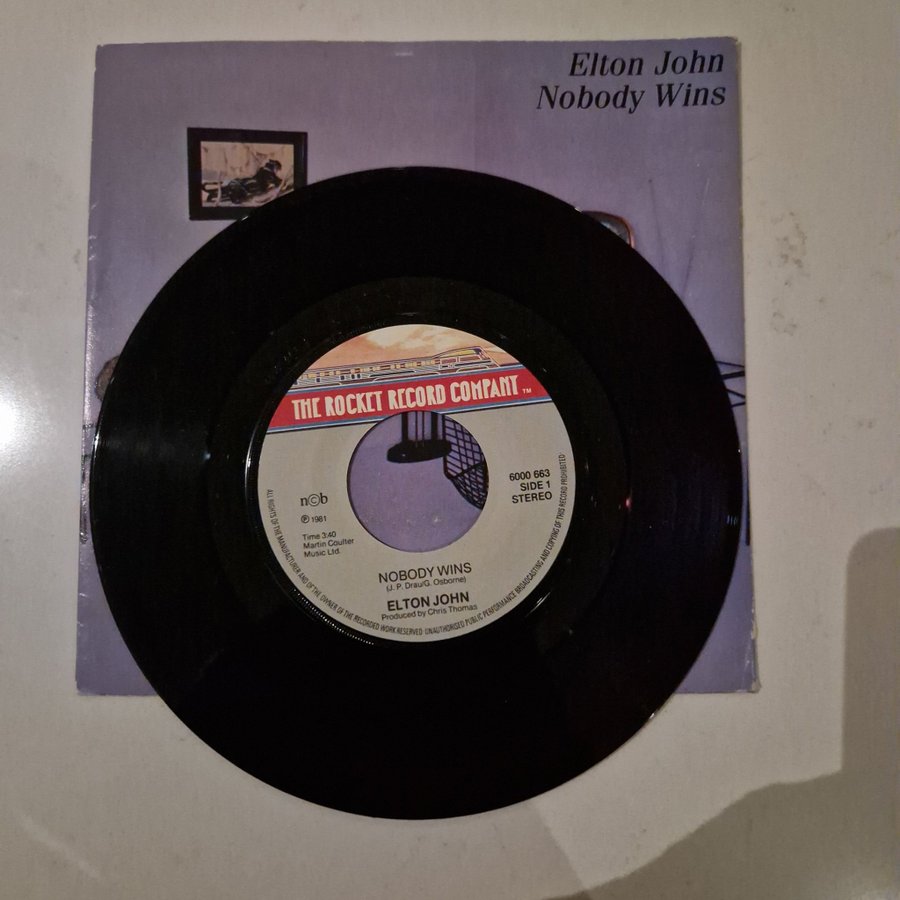 Elton John
Nobody Wins
THE ROCKET RECORD COMPANY ™
n©b
℗ 1981
Time 3:40
Martin Coulter
Music Ltd.
6000 663
SIDE 1
STEREO
NOBODY WINS
(J. P. Drau/G. Osborne)
ELTON JOHN
Produced by Chris Thomas
ALL RIGHTS OF THE MANUFACTURER AND OF THE OWNER OF THE RECORDED WORK RESERVED UNAUTHORISED PUBLIC PERFORMANCE BROADCASTING AND COPYING OF THIS RECORD PROHIBITED